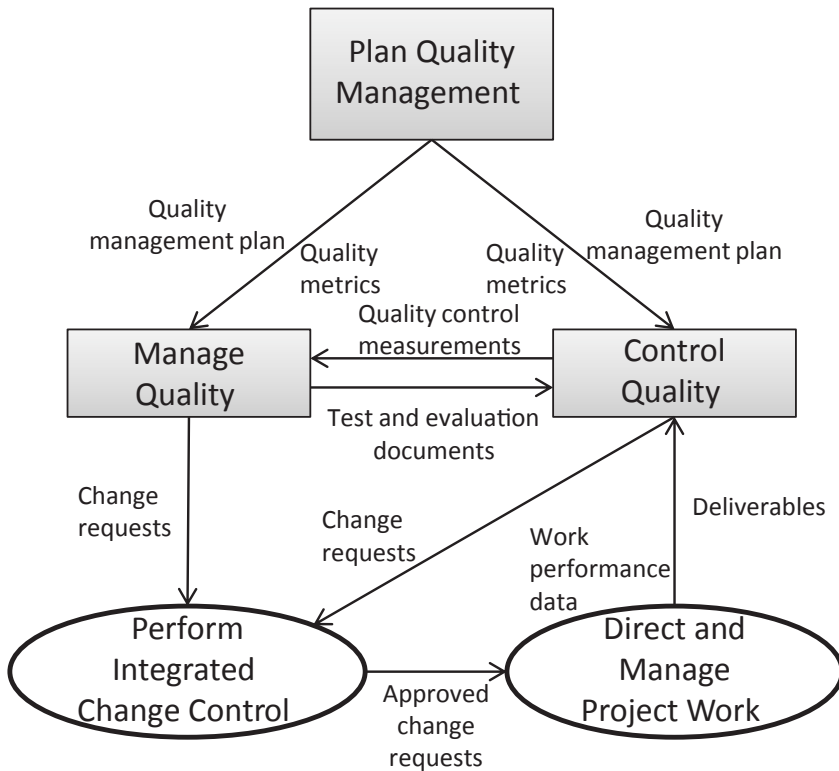 Plan Quality
Management
Quality
management plan
Quality
metrics
Quality
metrics
Quality
management plan
Manage
Quality
Quality control
measurements
Control
Quality
Test and evaluation
documents
Change
requests
Change
requests
Work
performance
data
Deliverables
Perform
Integrated
Change Control
Approved
change
requests
Direct and
Manage
Project Work